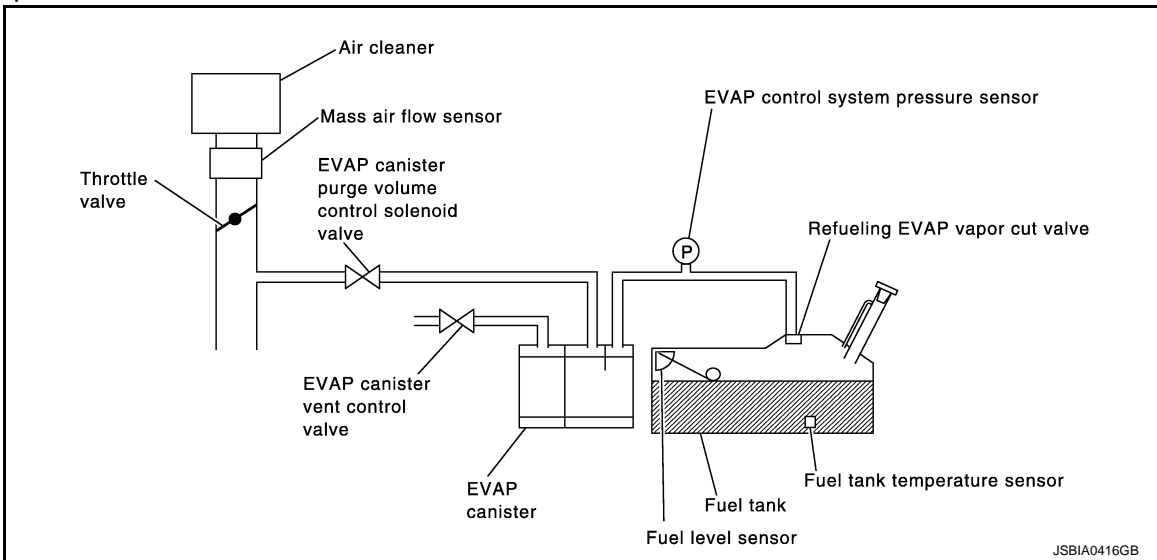 Air cleaner
Mass air flow sensor
EVAP control system pressure sensor
Throttle
valve
EVAP canister
purge volume
control solenoid
valve
Refueling EVAP vapor cut valve
P
EVAP canister
vent control
valve
EVAP
canister
Fuel tank temperature sensor
Fuel tank
Fuel level sensor
JSBIA0416GB